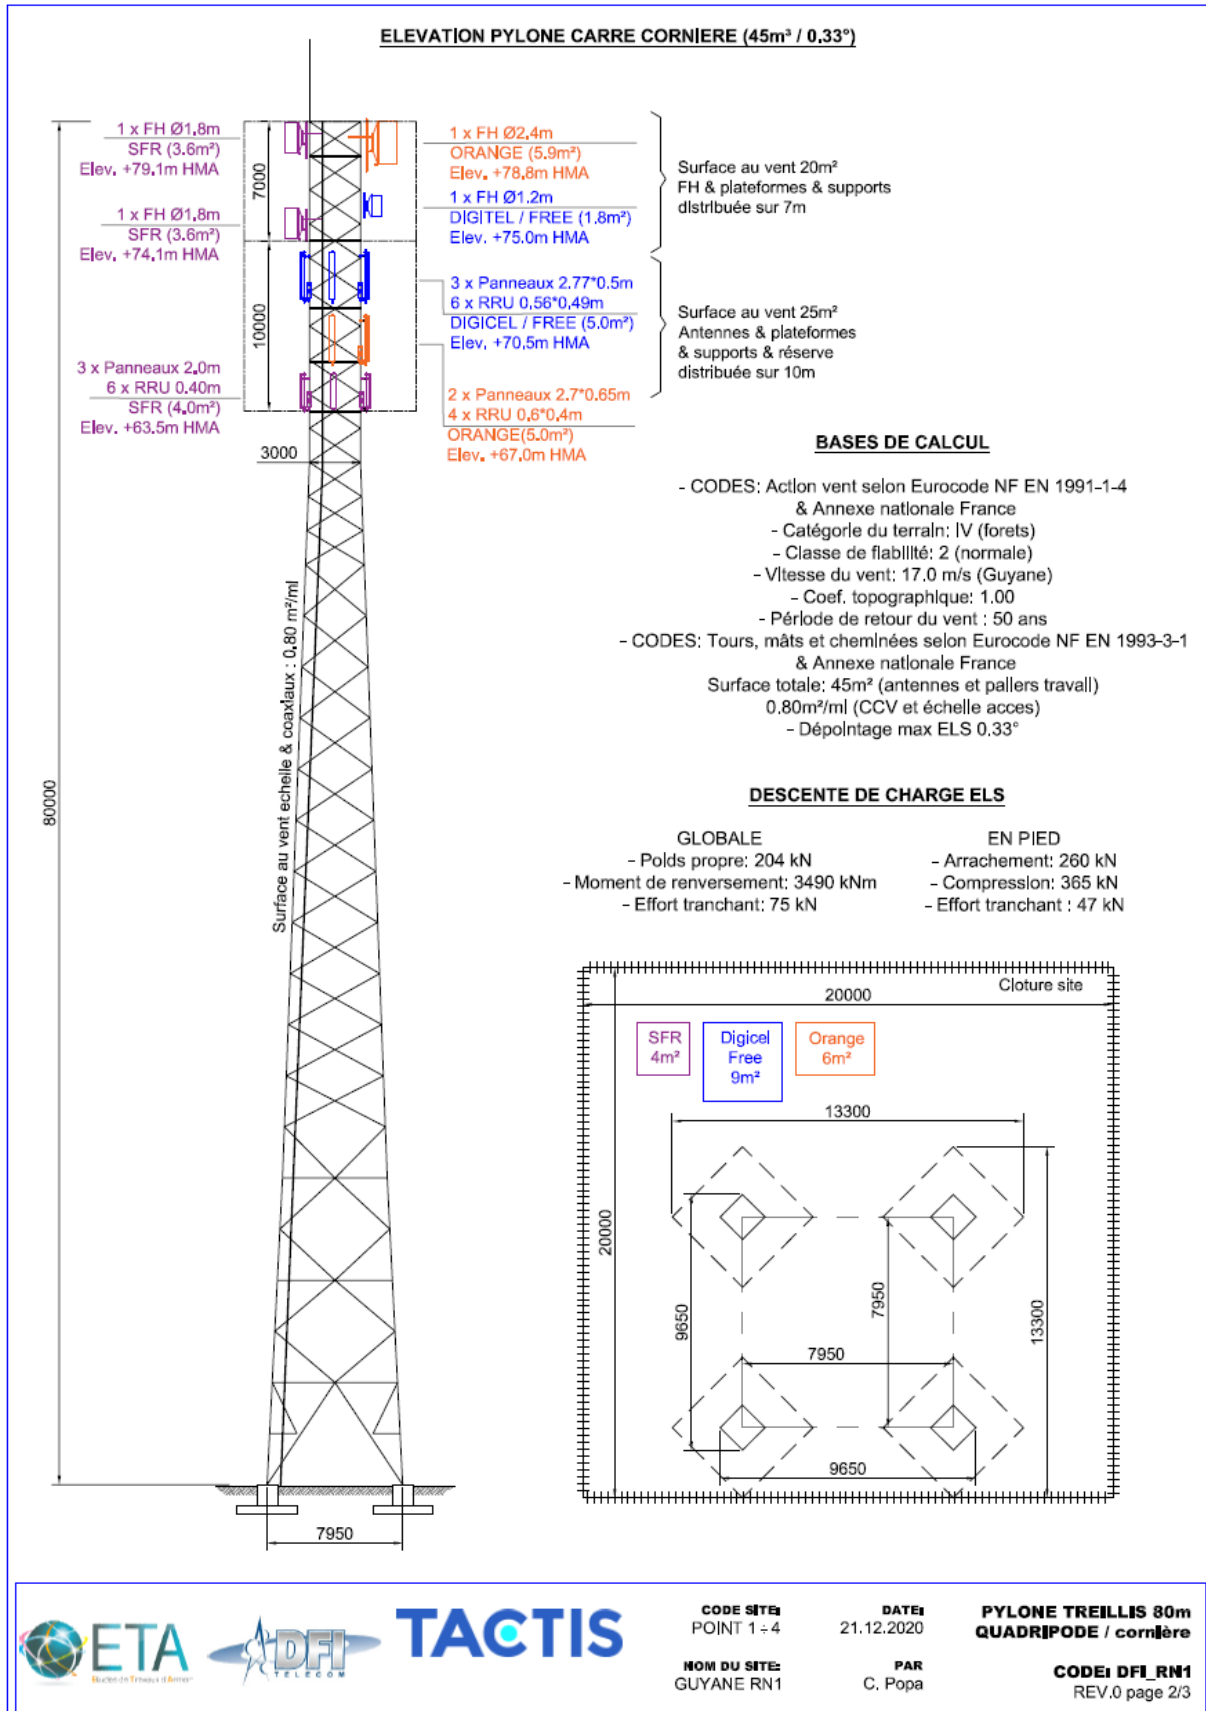 ELEVATION PYLONE CARRE CORNIERE (45m³ / 0.33°)
1 x FH Ø1.8m
SFR (3.6m²)
Elev. +79.1m HMA
1 x FH Ø1.8m
SFR (3.6m²)
Elev. +74.1m HMA
3 x Panneaux 2.0m
6 x RRU 0.40m
SFR (4.0m²)
Elev. +63.5m HMA
7000
10000
3000
80000
Surface au vent echelle & coaxiaux : 0.80 m²/ml
7950
1 x FH Ø2.4m
ORANGE (5.9m²)
Elev. +78.8m HMA
1 x FH Ø1.2m
DIGITEL / FREE (1.8m²)
Elev. +75.0m HMA
3 x Panneaux 2.77*0.5m
6 x RRU 0.56*0.49m
DIGICEL / FREE (5.0m²)
Elev. +70.5m HMA
2 x Panneaux 2.7*0.65m
4 x RRU 0.6*0.4m
ORANGE(5.0m²)
Elev. +67.0m HMA
Surface au vent 20m²
FH & plateformes & supports
distribuée sur 7m
Surface au vent 25m²
Antennes & plateformes
& supports & réserve
distribuée sur 10m
BASES DE CALCUL
- CODES: Action vent selon Eurocode NF EN 1991-1-4
& Annexe nationale France
- Catégorie du terrain: IV (forets)
- Classe de fiabilité: 2 (normale)
- Vitesse du vent: 17.0 m/s (Guyane)
- Coef. topographique: 1.00
- Période de retour du vent : 50 ans
- CODES: Tours, mâts et cheminées selon Eurocode NF EN 1993-3-1
& Annexe nationale France
Surface totale: 45m² (antennes et paliers travail)
0.80m²/ml (CCV et échelle acces)
- Dépointage max ELS 0.33°
DESCENTE DE CHARGE ELS
GLOBALE
- Poids propre: 204 kN
- Moment de renversement: 3490 kNm
- Effort tranchant: 75 kN
EN PIED
- Arrachement: 260 kN
- Compression: 365 kN
- Effort tranchant : 47 kN
Cloture site
20000
SFR
4m²
Digicel
Free
9m²
Orange
6m²
13300
20000
9650
7950
13300
7950
9650
ETA
Etudes de Travaux d'Armor
DFI
TELECOM
TACTIS
CODE SITE:
POINT 1÷4
DATE:
21.12.2020
NOM DU SITE:
GUYANE RN1
PAR
C. Popa
PYLONE TREILLIS 80m
QUADRIPODE / cornière
CODE: DFI_RN1
REV.0 page 2/3